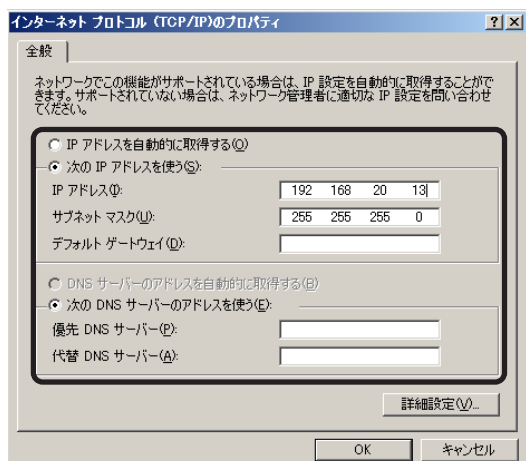 インターネット プロトコル (TCP/IP)のプロパティ
? ×
全般
ネットワークでこの機能がサポートされている場合は、IP 設定を自動的に取得することがで
きます。サポートされていない場合は、ネットワーク管理者に適切な IP 設定を問い合わせ
てください。
IP アドレスを自動的に取得する(O)
次の IP アドレスを使う(S):
IP アドレス(I): 192 168 20 13
サブネット マスク(U): 255 255 255 0
デフォルト ゲートウェイ(D):
DNS サーバーのアドレスを自動的に取得する(B)
次の DNS サーバーのアドレスを使う(E):
優先 DNS サーバー(P):
代替 DNS サーバー(A):
詳細設定(V)...
OK キャンセル